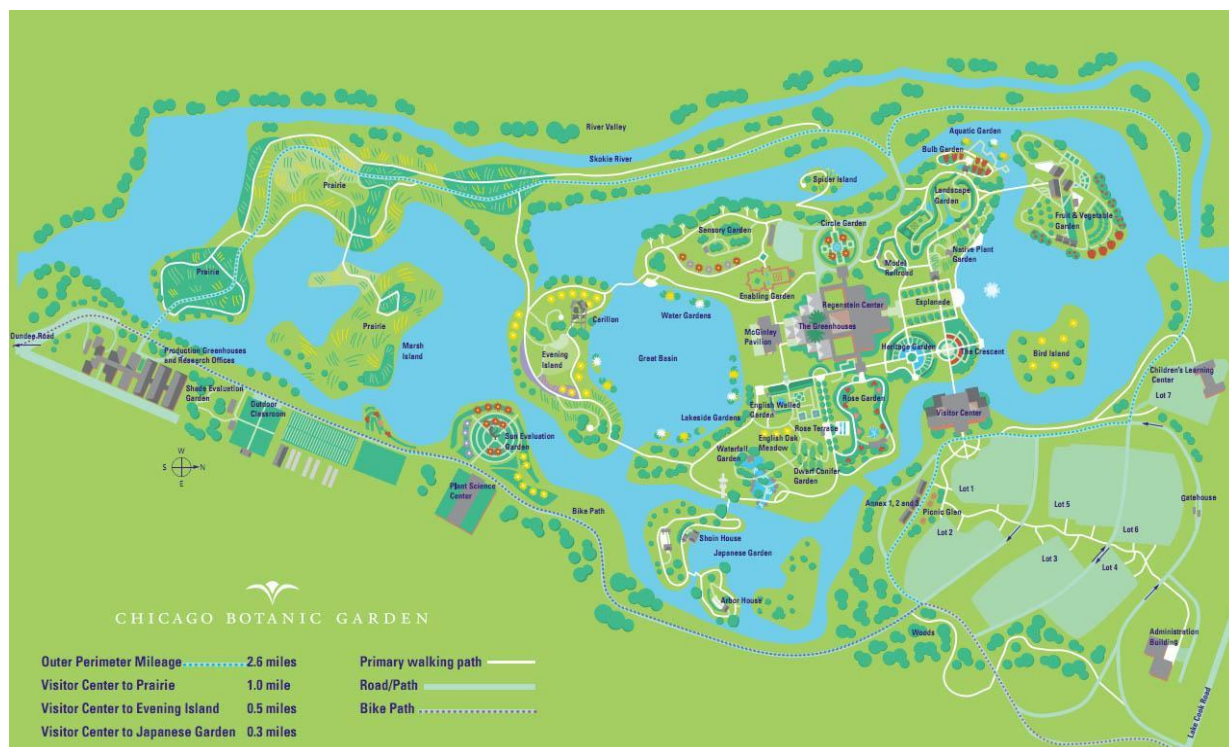 River Valley
Skokie River
Aquatic Garden
Bulb Garden
Spider Island
Landscape
Garden
Prairie
Fruit & Vegetable
Garden
Circle Garden
Sensory Garden
Native Plant
Garden
Model
Railroad
Prairie
Enabling Garden
Regenstein Center
Esplanade
Carillon
Water Gardens
Prairie
The Greenhouses
McGinley
Pavilion
Dundee Road
Marsh
Island
Evening
Island
Great Basin
Heritage Garden
The Crescent
Bird Island
Production Greenhouses
and Research Offices
Children's Learning
Center
Lot 7
Shade Evaluation
Garden
Outdoor
Classroom
English Walled
Garden
Rose Garden
Visitor Center
Lakeside Gardens
Rose Terrace
Sun Evaluation
Garden
English Oak
Meadow
Waterfall
Garden
Dwarf Conifer
Garden
W
S N
E
Plant Science
Center
Lot 1
Lot 5
Gatehouse
Annex 1, 2 and 3
Picnic Glen
Bike Path
Lot 2
Lot 6
Shoin House
Japanese Garden
Lot 3
Lot 4
Arbor House
Woods
Administration
Building
Lake Cook Road
CHICAGO BOTANIC GARDEN
Outer Perimeter Mileage 2.6 miles
Visitor Center to Prairie 1.0 mile
Visitor Center to Evening Island 0.5 miles
Visitor Center to Japanese Garden 0.3 miles
Primary walking path
Road/Path
Bike Path